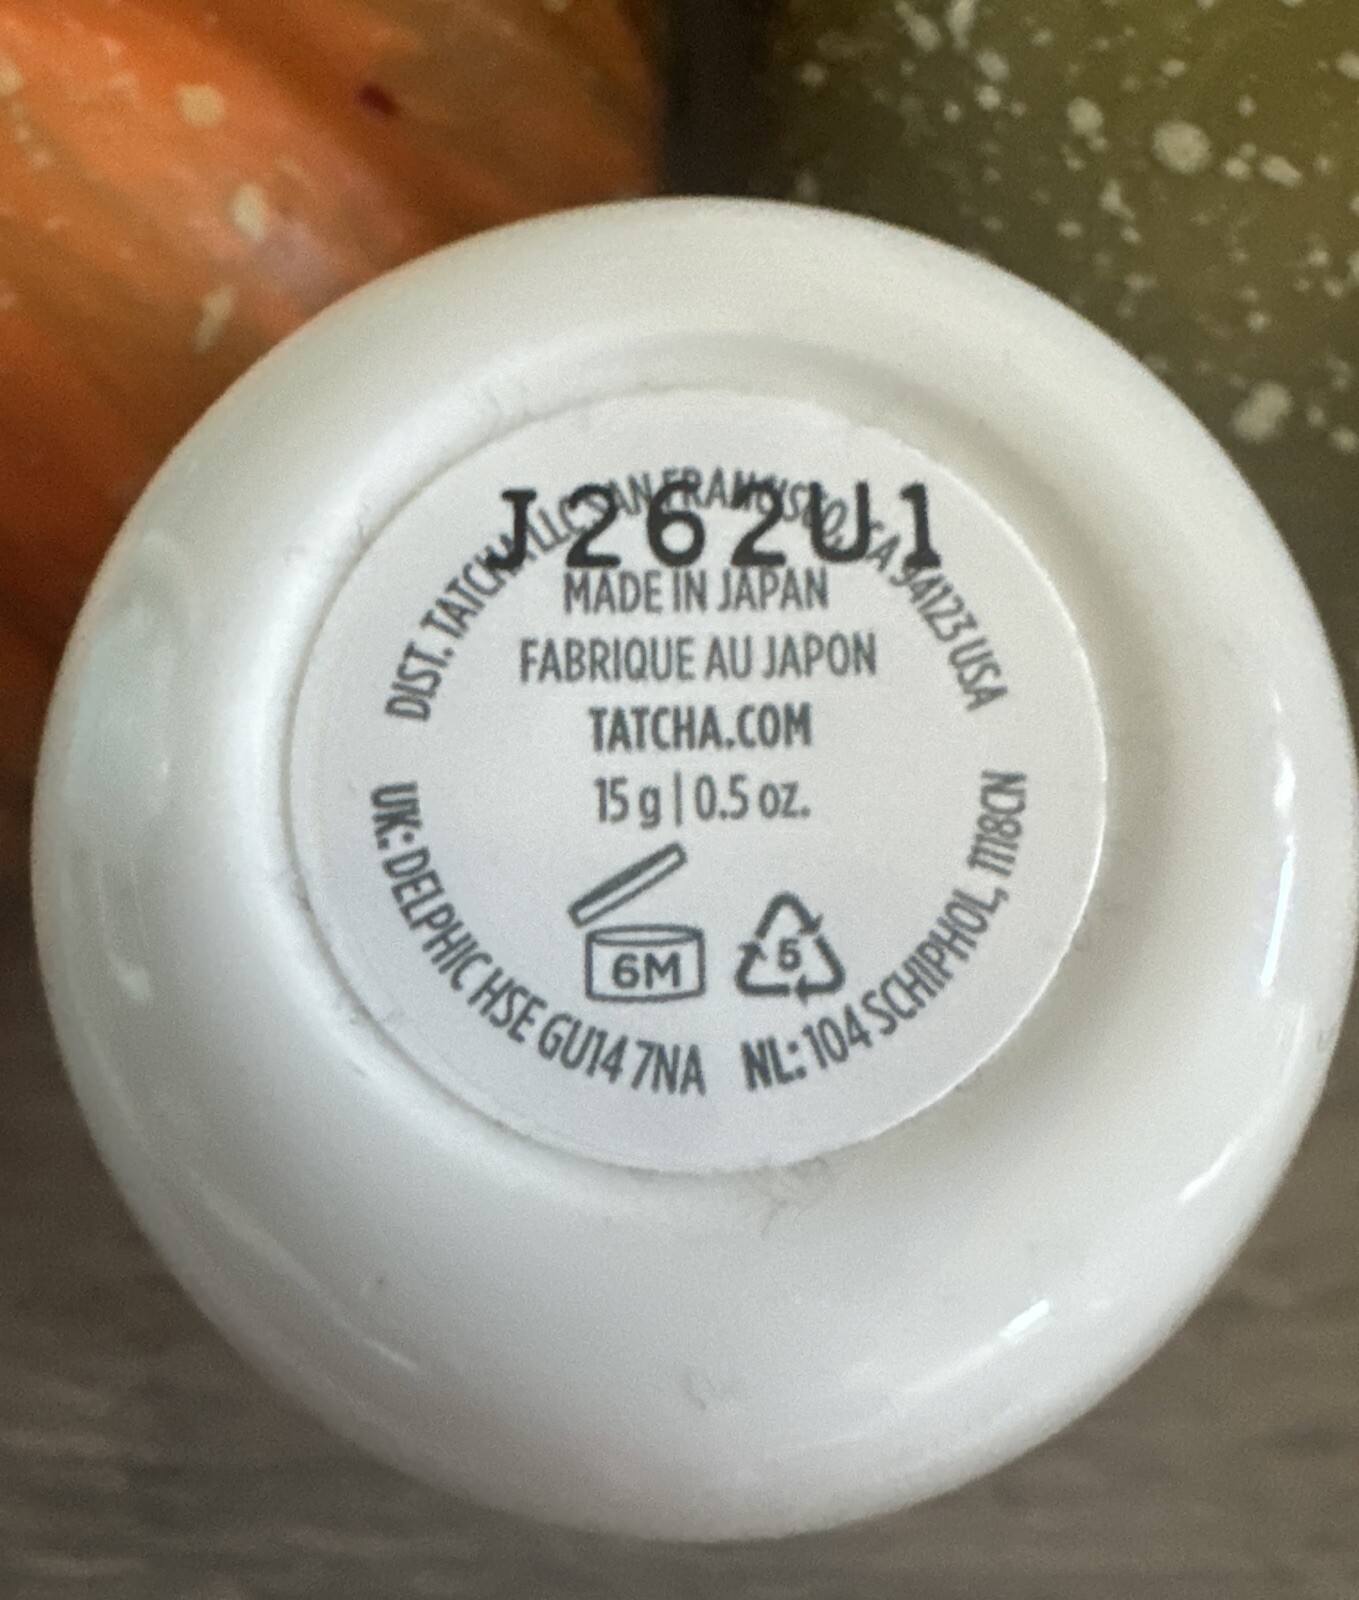 J262U1
DIST. TATCHA LLC SAN FRANCISCO, CA 94123 USA
MADE IN JAPAN
FABRIQUE AU JAPON
TATCHA.COM
15 g | 0.5 oz.
6M
5
UK: DELPHIC HSE GU14 7NA
NL: 104 SCHIPHOL, 1118CN